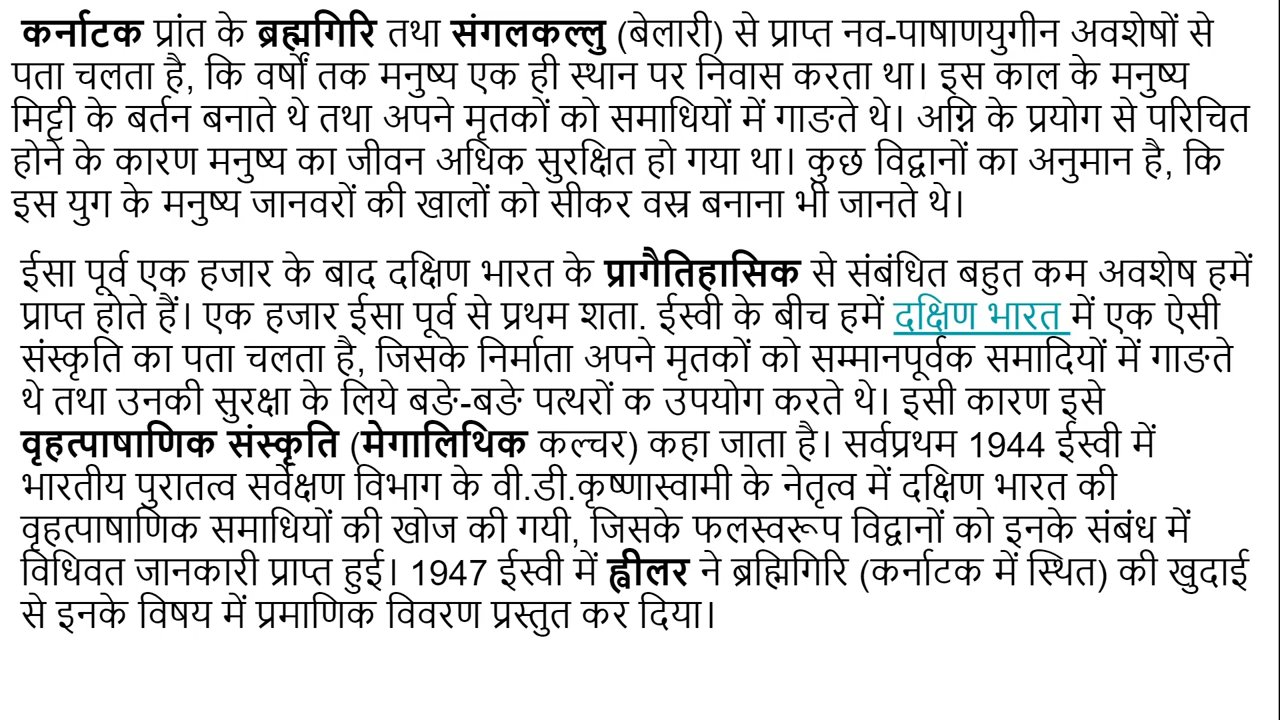 कर्नाटक प्रांत के ब्रह्मगिरि तथा संगलकल्लु (बेलारी) से प्राप्त नव-पाषाणयुगीन अवशेषों से
पता चलता है, कि वर्षों तक मनुष्य एक ही स्थान पर निवास करता था। इस काल के मनुष्य
मिट्टी के बर्तन बनाते थे तथा अपने मृतकों को समाधियों में गाङते थे। अग्नि के प्रयोग से परिचित
होने के कारण मनुष्य का जीवन अधिक सुरक्षित हो गया था। कुछ विद्वानों का अनुमान है, कि
इस युग के मनुष्य जानवरों की खालों को सीकर वस्र बनाना भी जानते थे।
ईसा पूर्व एक हजार के बाद दक्षिण भारत के प्रागैतिहासिक से संबंधित बहुत कम अवशेष हमें
प्राप्त होते हैं। एक हजार ईसा पूर्व से प्रथम शता. ईस्वी के बीच हमें दक्षिण भारत में एक ऐसी
संस्कृति का पता चलता है, जिसके निर्माता अपने मृतकों को सम्मानपूर्वक समादियों में गाङते
थे तथा उनकी सुरक्षा के लिये बङे-बङे पत्थरों क उपयोग करते थे। इसी कारण इसे
वृहत्पाषाणिक संस्कृति (मेगालिथिक कल्चर) कहा जाता है। सर्वप्रथम 1944 ईस्वी में
भारतीय पुरातत्व सर्वेक्षण विभाग के वी.डी.कृष्णास्वामी के नेतृत्व में दक्षिण भारत की
वृहत्पाषाणिक समाधियों की खोज की गयी, जिसके फलस्वरूप विद्वानों को इनके संबंध में
विधिवत जानकारी प्राप्त हुई। 1947 ईस्वी में ह्वीलर ने ब्रह्मिगिरि (कर्नाटक में स्थित) की खुदाई
से इनके विषय में प्रमाणिक विवरण प्रस्तुत कर दिया।